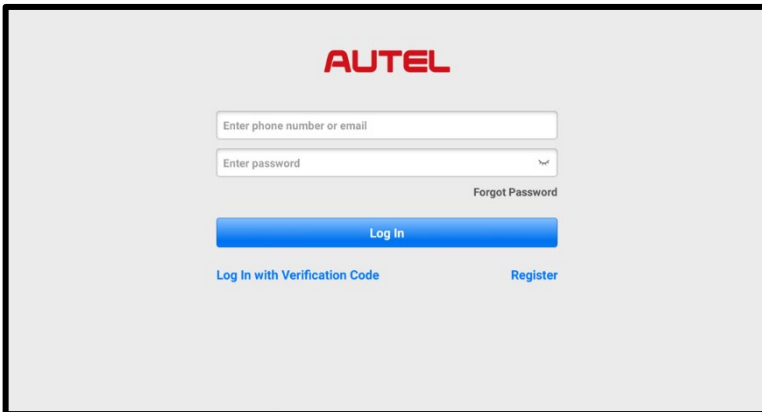 AUTEL
Enter phone number or email
Enter password
Forgot Password
Log In
Log In with Verification Code
Register